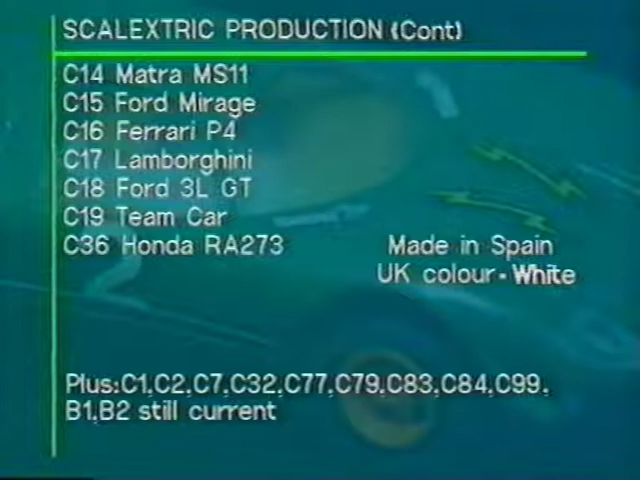 SCALEXTRIC PRODUCTION (Cont)
C14 Matra MS11
C15 Ford Mirage
C16 Ferrari P4
C17 Lamborghini
C18 Ford 3L GT
C19 Team Car
C36 Honda RA273 Made in Spain
UK colour - White
Plus:C1,C2,C7,C32,C77,C79,C83,C84,C99.
B1,B2 still current